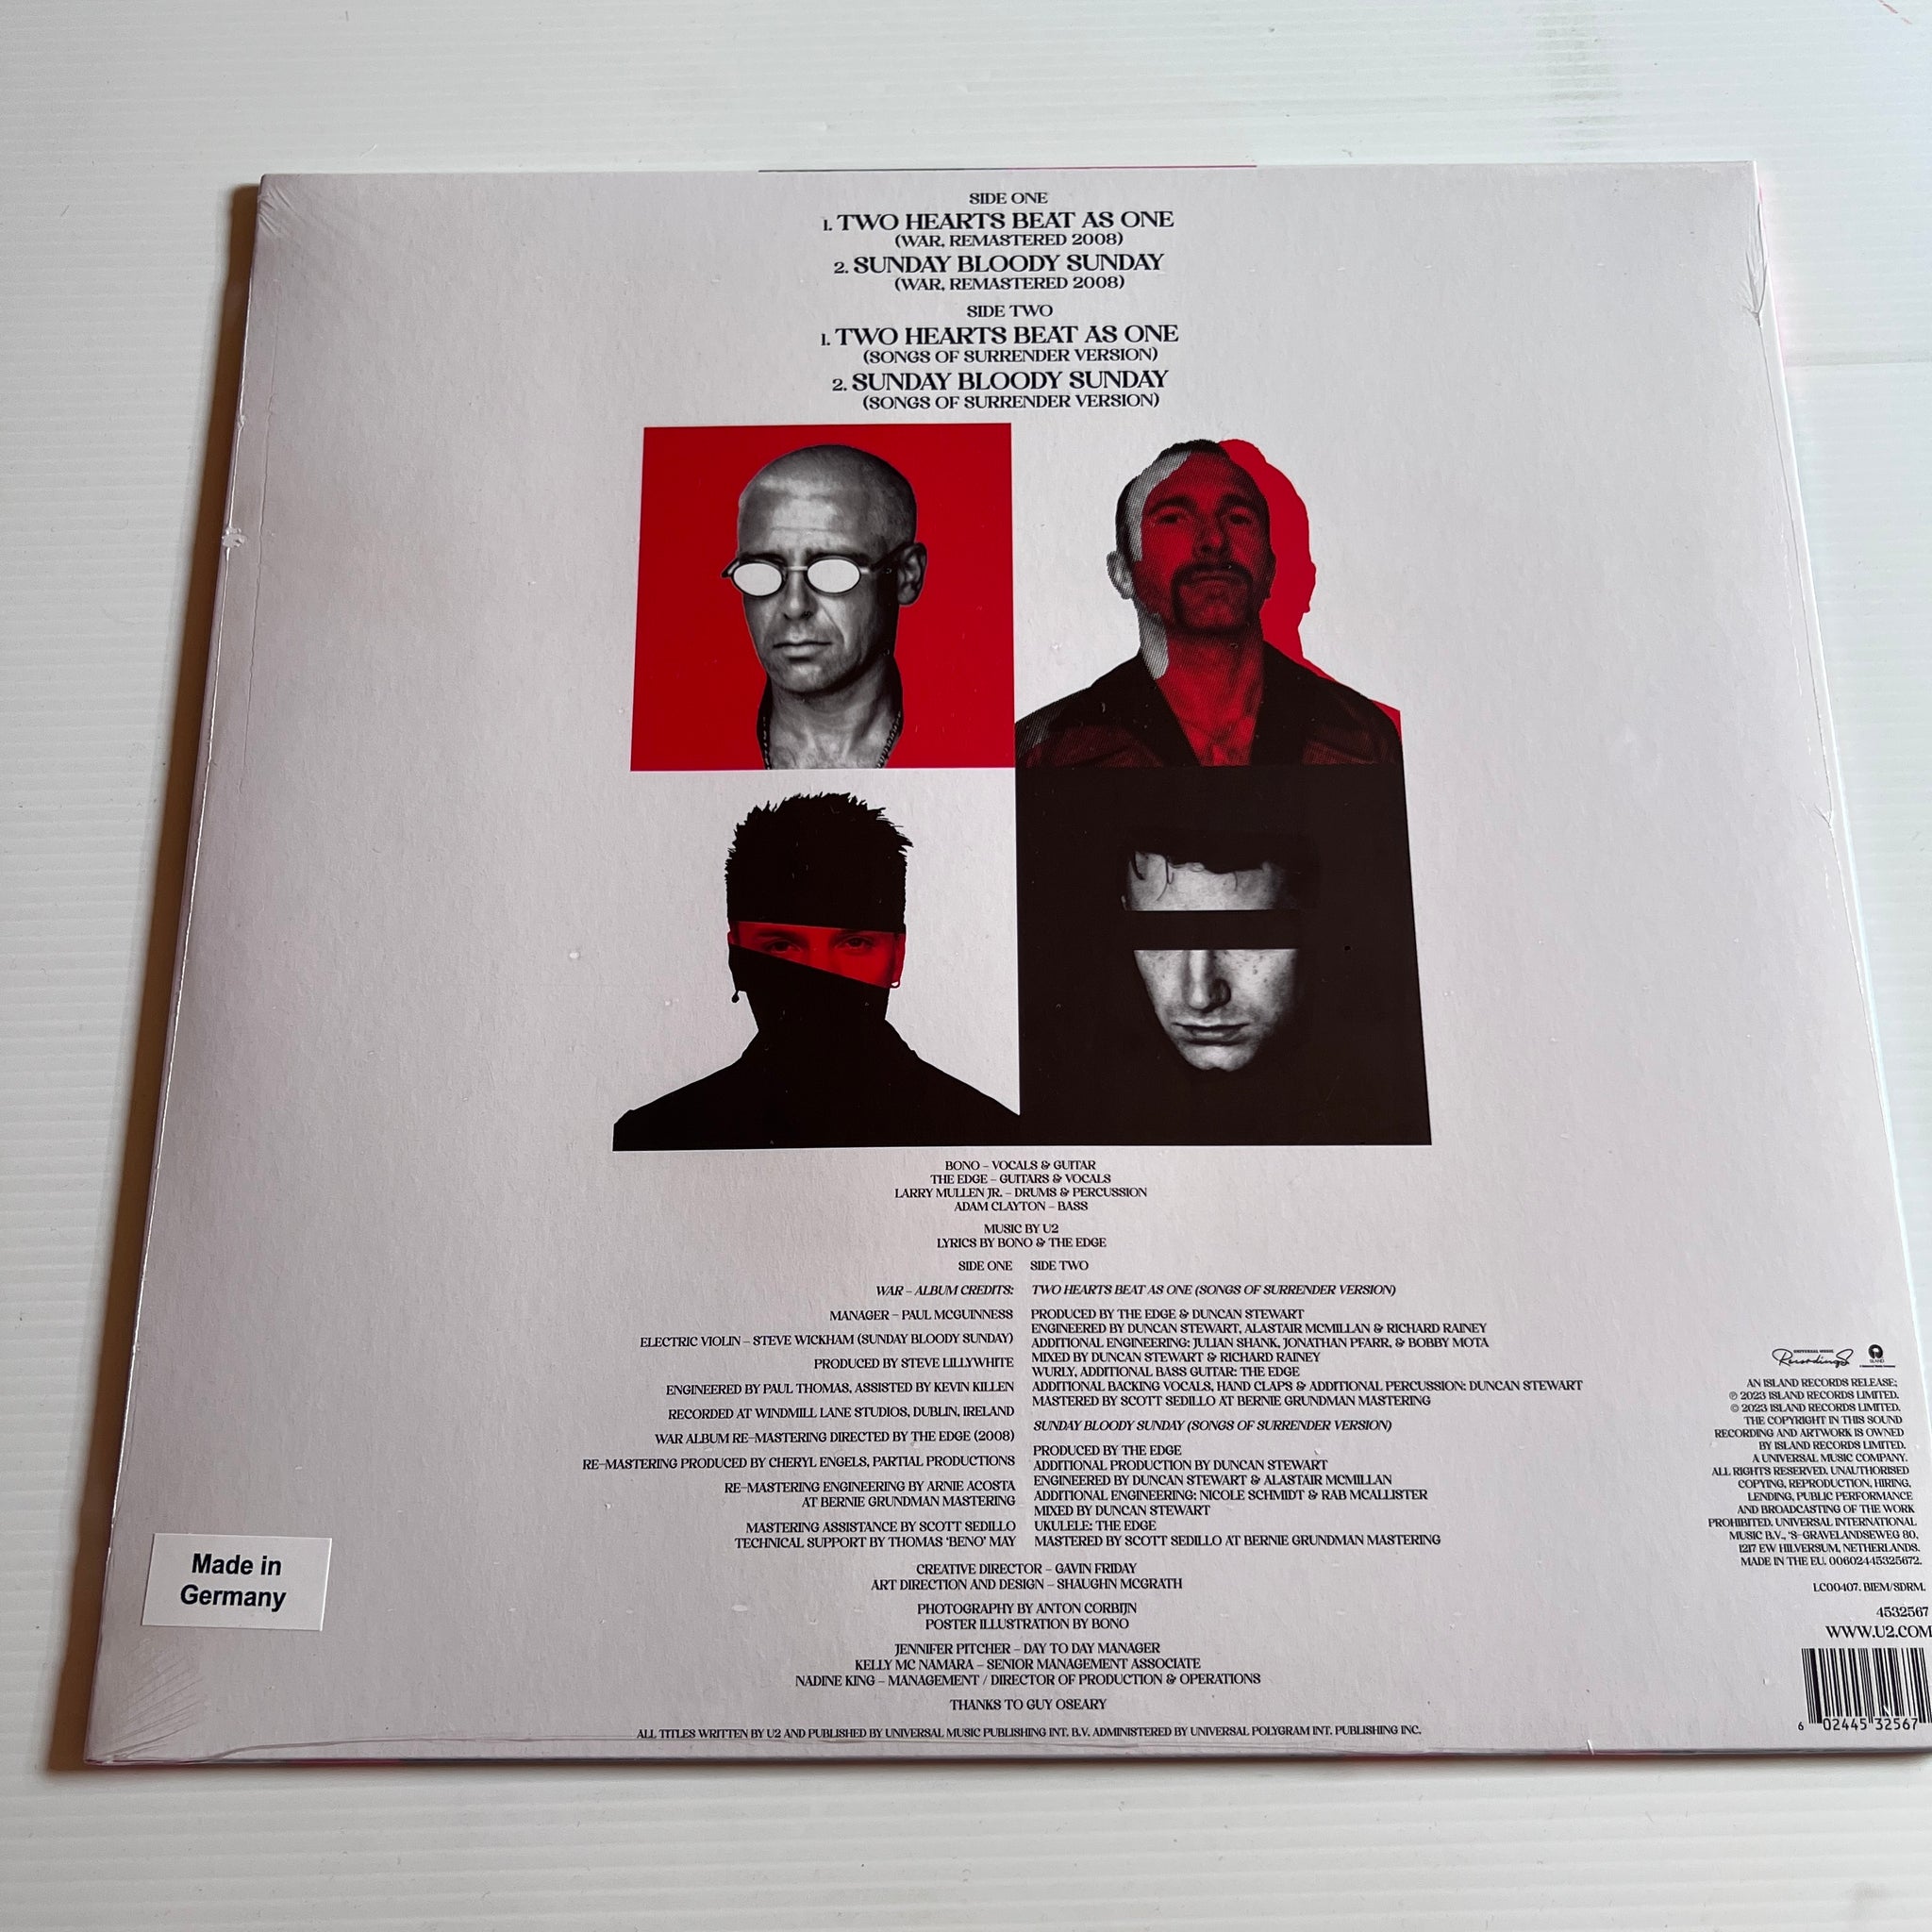 SIDE ONE
1. TWO HEARTS BEAT AS ONE
(WAR, REMASTERED 2008)
2. SUNDAY BLOODY SUNDAY
(WAR, REMASTERED 2008)
SIDE TWO
1. TWO HEARTS BEAT AS ONE
(SONGS OF SURRENDER VERSION)
2. SUNDAY BLOODY SUNDAY
(SONGS OF SURRENDER VERSION)
BONO – VOCALS & GUITAR
THE EDGE – GUITARS & VOCALS
LARRY MULLEN JR. – DRUMS & PERCUSSION
ADAM CLAYTON – BASS
MUSIC BY U2
LYRICS BY BONO & THE EDGE
SIDE ONE
WAR – ALBUM CREDITS:
MANAGER – PAUL MCGUINNESS
ELECTRIC VIOLIN – STEVE WICKHAM (SUNDAY BLOODY SUNDAY)
PRODUCED BY STEVE LILLYWHITE
ENGINEERED BY PAUL THOMAS, ASSISTED BY KEVIN KILLEN
RECORDED AT WINDMILL LANE STUDIOS, DUBLIN, IRELAND
WAR ALBUM RE-MASTERING DIRECTED BY THE EDGE (2008)
RE-MASTERING PRODUCED BY CHERYL ENGELS, PARTIAL PRODUCTIONS
RE-MASTERING ENGINEERING BY ARNIE ACOSTA
AT BERNIE GRUNDMAN MASTERING
MASTERING ASSISTANCE BY SCOTT SEDILLO
TECHNICAL SUPPORT BY THOMAS 'BENO' MAY
SIDE TWO
TWO HEARTS BEAT AS ONE (SONGS OF SURRENDER VERSION)
PRODUCED BY THE EDGE & DUNCAN STEWART
ENGINEERED BY DUNCAN STEWART, ALASTAIR MCMILLAN & RICHARD RAINEY
ADDITIONAL ENGINEERING: JULIAN SHANK, JONATHAN PFARR, & BOBBY MOTA
MIXED BY DUNCAN STEWART & RICHARD RAINEY
WURLY, ADDITIONAL BASS GUITAR: THE EDGE
ADDITIONAL BACKING VOCALS, HAND CLAPS & ADDITIONAL PERCUSSION: DUNCAN STEWART
MASTERED BY SCOTT SEDILLO AT BERNIE GRUNDMAN MASTERING
SUNDAY BLOODY SUNDAY (SONGS OF SURRENDER VERSION)
PRODUCED BY THE EDGE
ADDITIONAL PRODUCTION BY DUNCAN STEWART
ENGINEERED BY DUNCAN STEWART & ALASTAIR MCMILLAN
ADDITIONAL ENGINEERING: NICOLE SCHMIDT & RAB MCALLISTER
MIXED BY DUNCAN STEWART
UKULELE: THE EDGE
MASTERED BY SCOTT SEDILLO AT BERNIE GRUNDMAN MASTERING
CREATIVE DIRECTOR – GAVIN FRIDAY
ART DIRECTION AND DESIGN – SHAUGHN MCGRATH
PHOTOGRAPHY BY ANTON CORBIJN
POSTER ILLUSTRATION BY BONO
JENNIFER PITCHER – DAY TO DAY MANAGER
KELLY MC NAMARA – SENIOR MANAGEMENT ASSOCIATE
NADINE KING – MANAGEMENT / DIRECTOR OF PRODUCTION & OPERATIONS
THANKS TO GUY OSEARY
ALL TITLES WRITTEN BY U2 AND PUBLISHED BY UNIVERSAL MUSIC PUBLISHING INT. B.V. ADMINISTERED BY UNIVERSAL POLYGRAM INT. PUBLISHING INC.
Made in
Germany
UNIVERSAL MUSIC
Recordings
ISLAND
AN ISLAND RECORDS RELEASE;
℗ 2023 ISLAND RECORDS LIMITED.
© 2023 ISLAND RECORDS LIMITED.
THE COPYRIGHT IN THIS SOUND
RECORDING AND ARTWORK IS OWNED
BY ISLAND RECORDS LIMITED.
A UNIVERSAL MUSIC COMPANY.
ALL RIGHTS RESERVED. UNAUTHORISED
COPYING, REPRODUCTION, HIRING,
LENDING, PUBLIC PERFORMANCE
AND BROADCASTING OF THE WORK
PROHIBITED. UNIVERSAL INTERNATIONAL
MUSIC B.V., 'S-GRAVELANDSEWEG 80,
1217 EW HILVERSUM, NETHERLANDS.
MADE IN THE EU. 00602445325672.
LC00407. BIEM/SDRM.
4532567
WWW.U2.COM
6 02445 32567